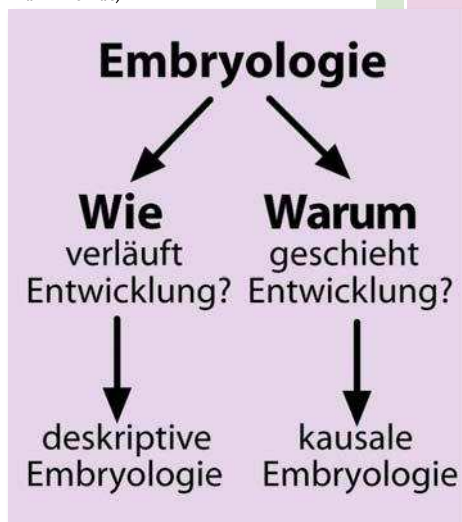 Embryologie
Wie
verläuft
Entwicklung?
Warum
geschieht
Entwicklung?
deskriptive
Embryologie
kausale
Embryologie